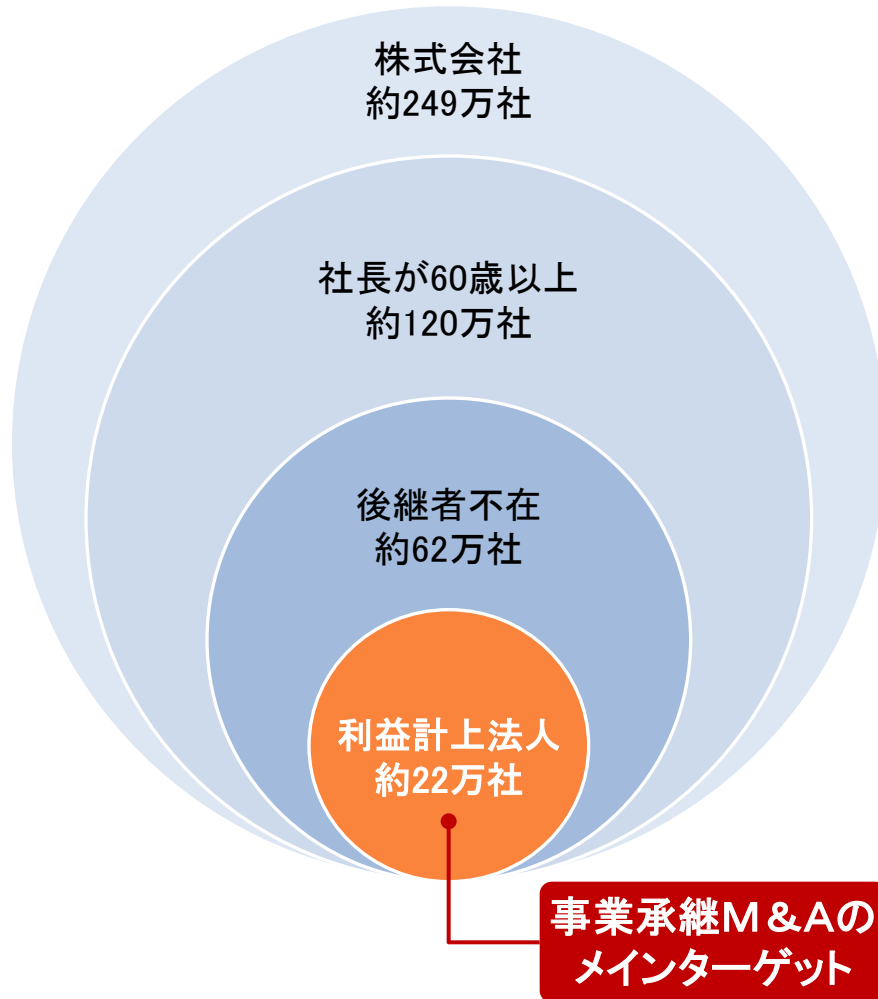 株式会社
約249万社
社長が60歳以上
約120万社
後継者不在
約62万社
利益計上法人
約22万社
事業承継M&Aの
メインターゲット